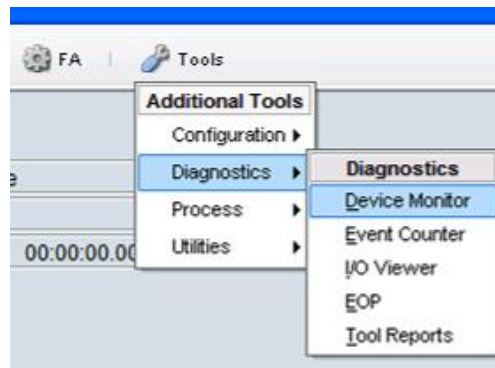 FA
Tools
Additional Tools
Configuration
Diagnostics
Process
Utilities
Diagnostics
Device Monitor
Event Counter
I/O Viewer
EOP
Tool Reports
e
00:00:00.00